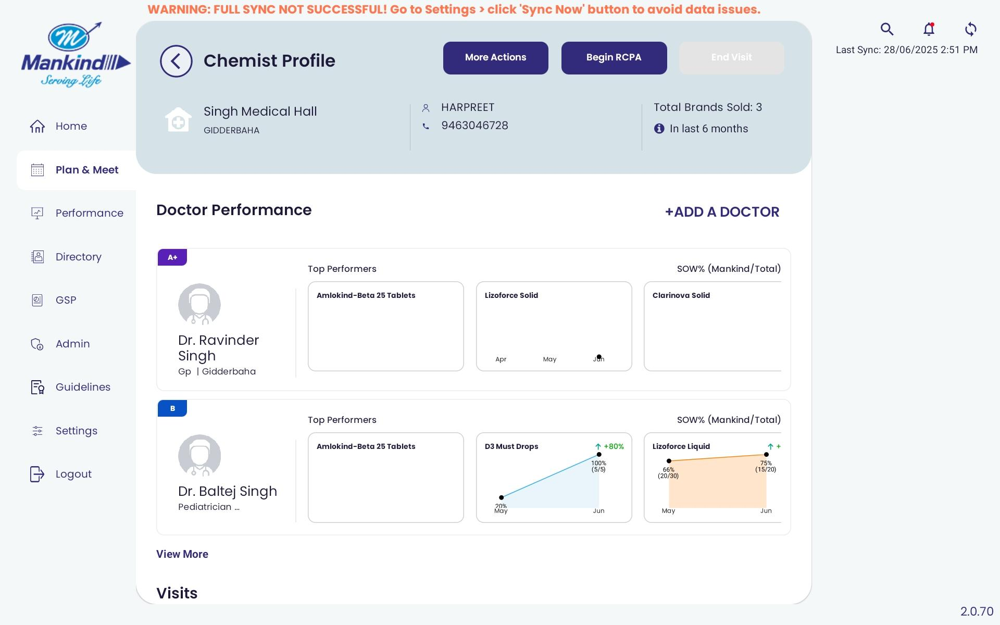 WARNING: FULL SYNC NOT SUCCESSFUL! Go to Settings > click 'Sync Now' button to avoid data issues.
Mankind
Serving Life
Last Sync: 28/06/2025 2:51 PM
Chemist Profile
More Actions
Begin RCPA
End Visit
Singh Medical Hall
GIDDERBAHA
HARPREET
9463046728
Total Brands Sold: 3
In last 6 months
Home
Plan & Meet
Performance
Directory
GSP
Admin
Guidelines
Settings
Logout
Doctor Performance
+ADD A DOCTOR
A+
Top Performers
SOW% (Mankind/Total)
Dr. Ravinder
Singh
Gp | Gidderbaha
Amlokind-Beta 25 Tablets
Lizoforce Solid
Apr May Jun
Clarinova Solid
B
Top Performers
SOW% (Mankind/Total)
Dr. Baltej Singh
Pediatrician ...
Amlokind-Beta 25 Tablets
D3 Must Drops
+80%
100%
(5/5)
20%
May Jun
Lizoforce Liquid
+
66%
(20/30)
75%
(15/20)
May Jun
View More
Visits
2.0.70